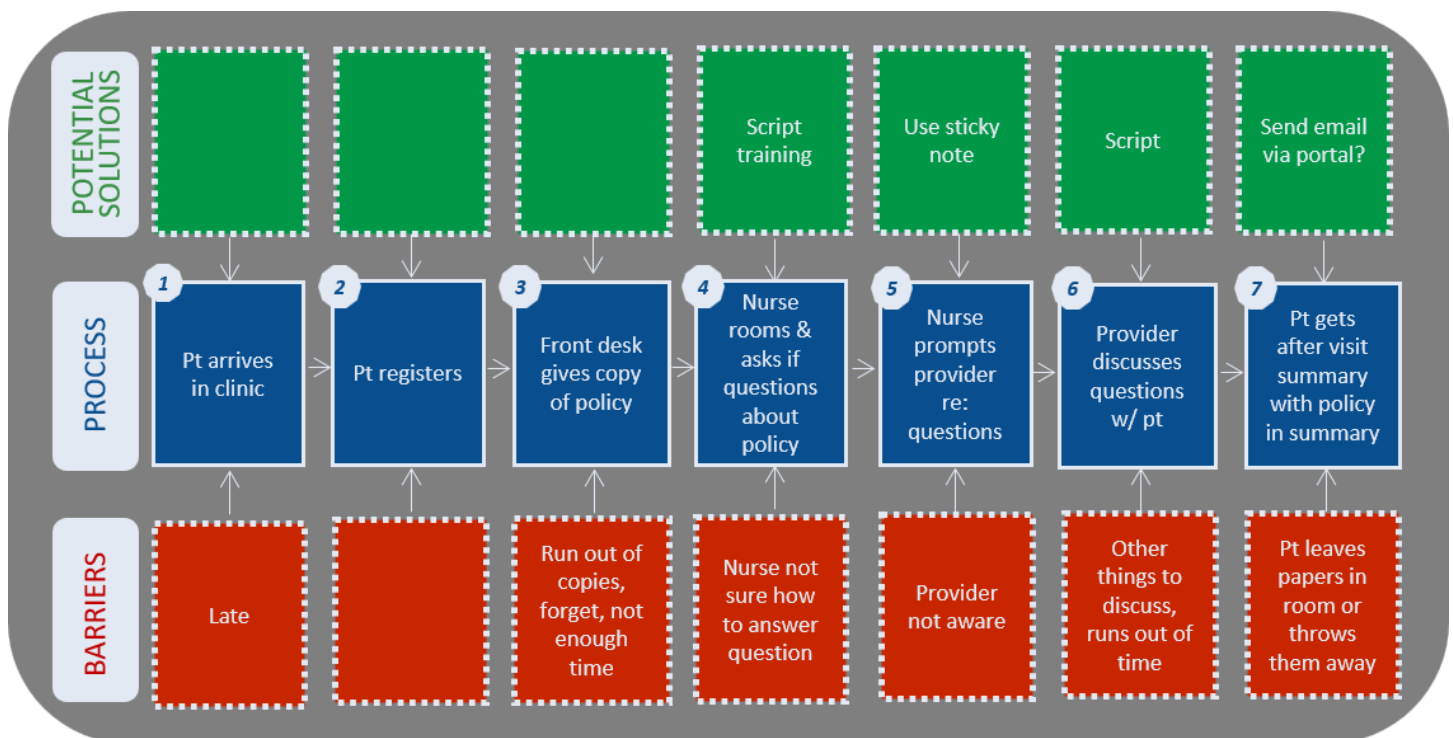 POTENTIAL
SOLUTIONS
Script
training
Use sticky
note
Script
Send email
via portal?
PROCESS
1
Pt arrives
in clinic
2
Pt registers
3
Front desk
gives copy
of policy
4
Nurse
rooms &
asks if
questions
about
policy
5
Nurse
prompts
provider
re:
questions
6
Provider
discusses
questions
w/ pt
7
Pt gets
after visit
summary
with policy
in summary
BARRIERS
Late
Run out of
copies,
forget, not
enough
time
Nurse not
sure how
to answer
question
Provider
not aware
Other
things to
discuss,
runs out of
time
Pt leaves
papers in
room or
throws
them away